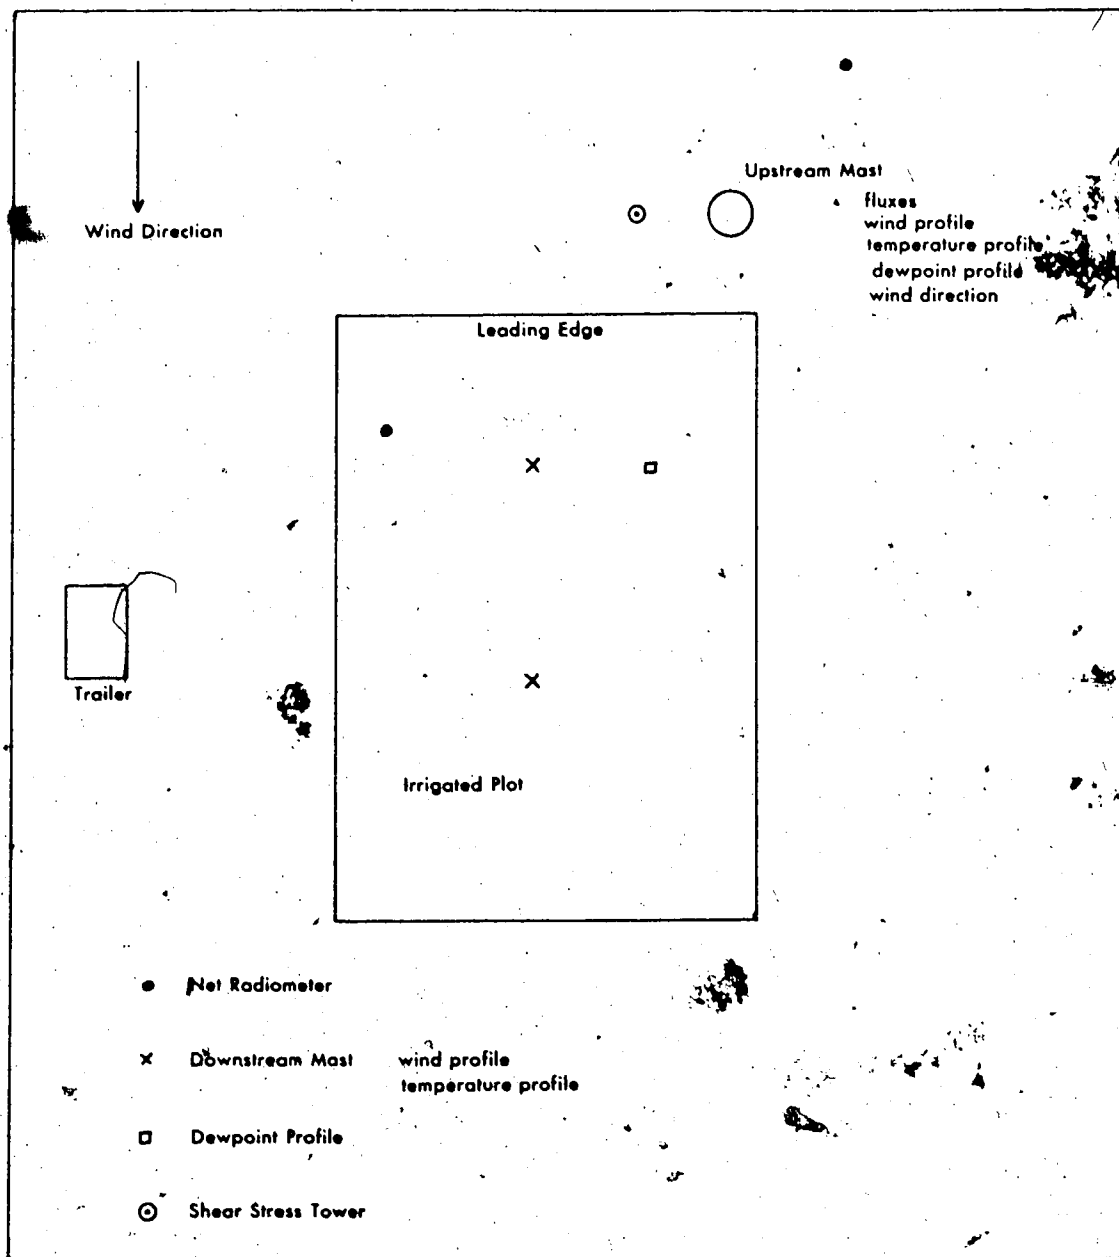 Upstream Mast
fluxes
wind profile
temperature profile
dewpoint profile
wind direction
Wind Direction
Leading Edge
Trailer
Irrigated Plot
Net Radiometer
Downstream Mast wind profile
temperature profile
Dewpoint Profile
Shear Stress Tower